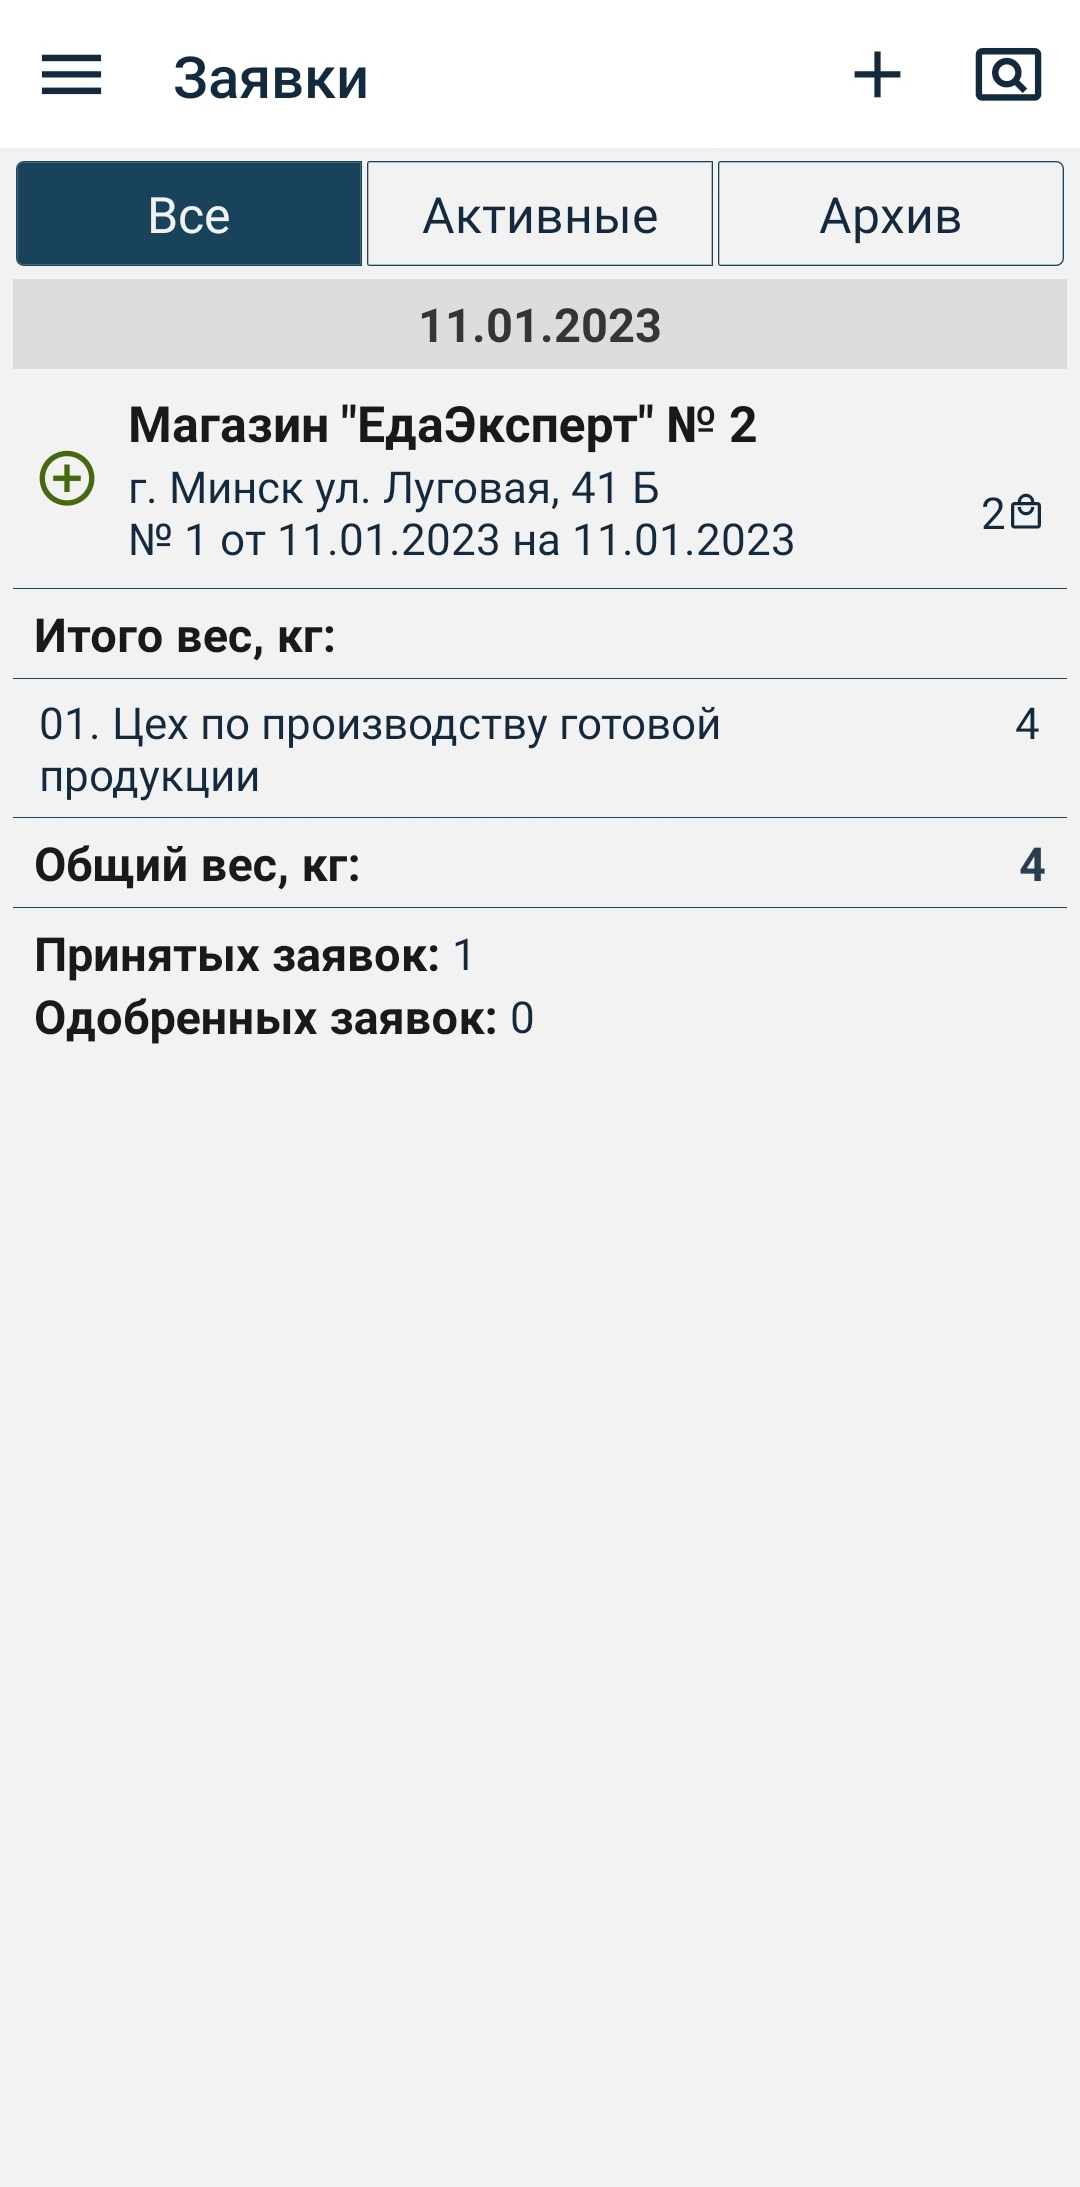 Заявки
Все
Активные
Архив
11.01.2023
Магазин "ЕдаЭксперт" № 2
г. Минск ул. Луговая, 41 Б
№ 1 от 11.01.2023 на 11.01.2023
2
Итого вес, кг:
01. Цех по производству готовой
продукции
4
Общий вес, кг:
4
Принятых заявок: 1
Одобренных заявок: 0